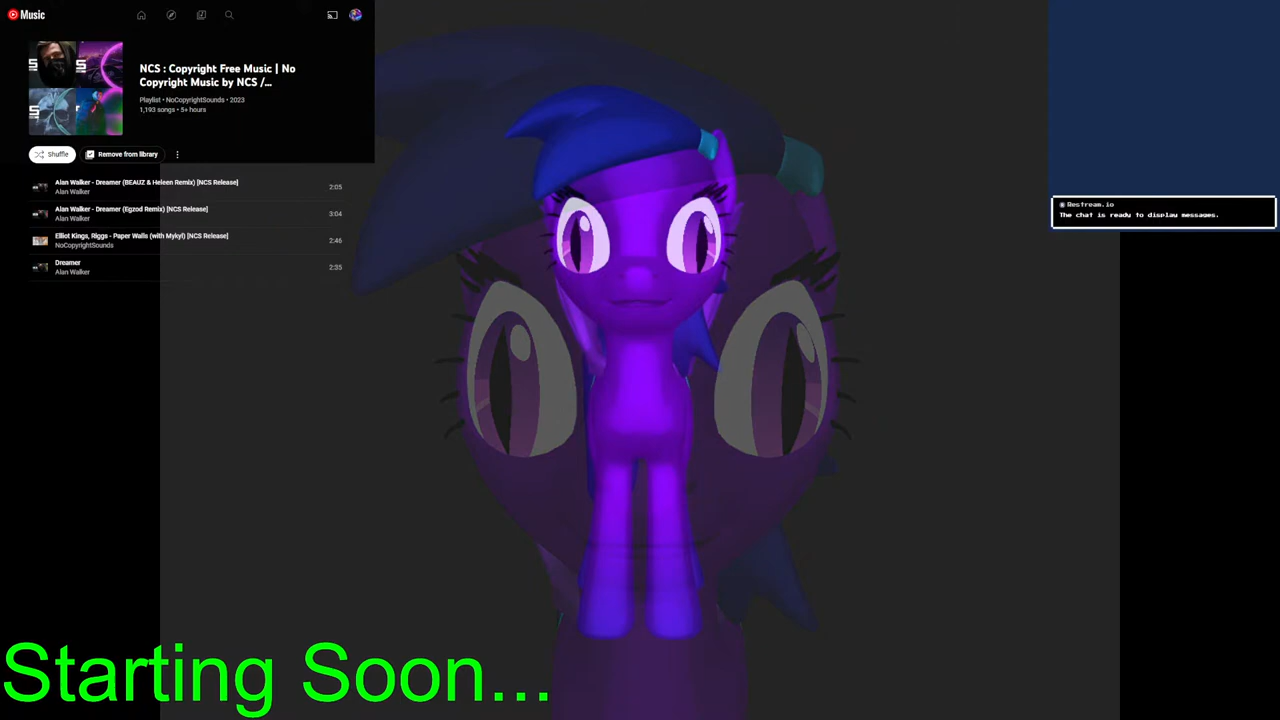 Music
NCS : Copyright Free Music | No
Copyright Music by NCS /...
Playlist • NoCopyrightSounds • 2023
1,193 songs • 5+ hours
Shuffle
Remove from library
Alan Walker - Dreamer (BEAUZ & Heleen Remix) [NCS Release]
Alan Walker
2:05
Alan Walker - Dreamer (Egzod Remix) [NCS Release]
Alan Walker
3:04
Elliot Kings, Riggs - Paper Walls (with Mykyl) [NCS Release]
NoCopyrightSounds
2:46
Dreamer
Alan Walker
2:35
Restream.io
The chat is ready to display messages.
Starting Soon...